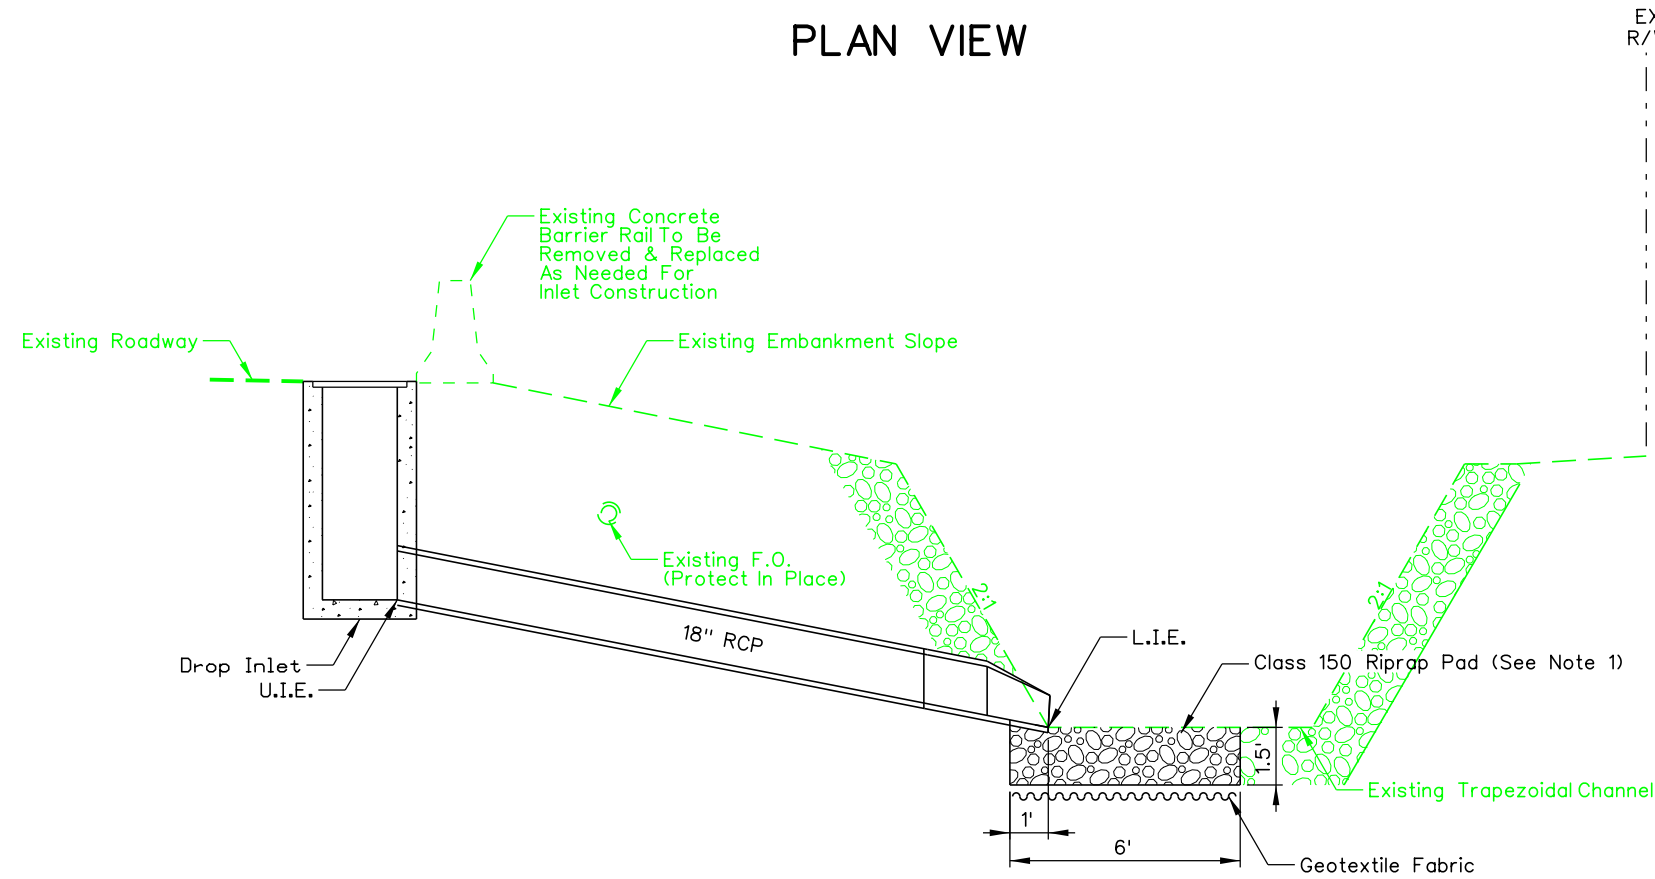 PLAN VIEW
EX
R/W
Existing Concrete
Barrier Rail To Be
Removed & Replaced
As Needed For
Inlet Construction
Existing Roadway
Existing Embankment Slope
Existing F.O.
(Protect In Place)
2:1
2:1
18" RCP
L.I.E.
Drop Inlet
U.I.E.
Class 150 Riprap Pad (See Note 1)
1.5'
Existing Trapezoidal Channel
1'
6'
Geotextile Fabric